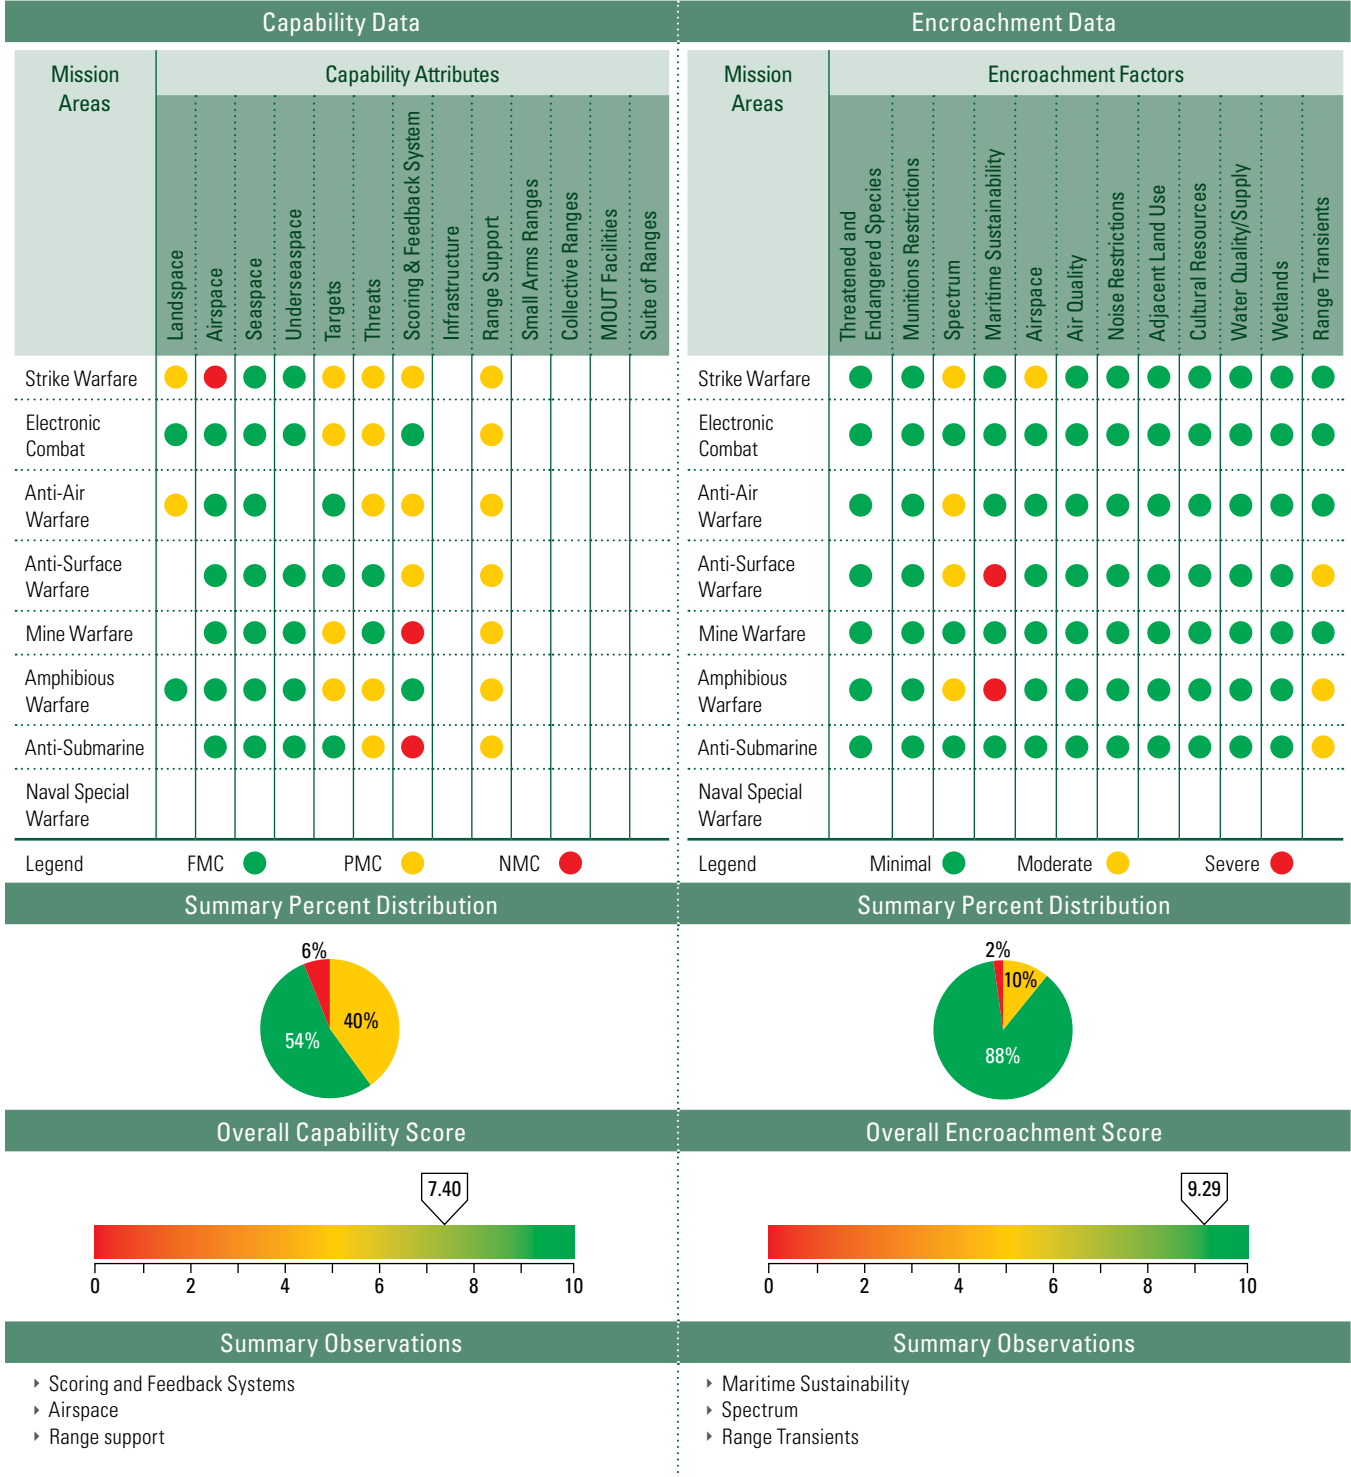 Capability Data
Mission
Areas
Capability Attributes
Landspace
Airspace
Seaspace
Underseaspace
Targets
Threats
Scoring & Feedback System
Infrastructure
Range Support
Small Arms Ranges
Collective Ranges
MOUT Facilities
Suite of Ranges
Strike Warfare
Electronic
Combat
Anti-Air
Warfare
Anti-Surface
Warfare
Mine Warfare
Amphibious
Warfare
Anti-Submarine
Naval Special
Warfare
Legend FMC PMC NMC
Summary Percent Distribution
6%
40%
54%
Overall Capability Score
7.40
0 2 4 6 8 10
Summary Observations
‣ Scoring and Feedback Systems
‣ Airspace
‣ Range support
Encroachment Data
Mission
Areas
Encroachment Factors
Threatened and
Endangered Species
Munitions Restrictions
Spectrum
Maritime Sustainability
Airspace
Air Quality
Noise Restrictions
Adjacent Land Use
Cultural Resources
Water Quality/Supply
Wetlands
Range Transients
Strike Warfare
Electronic
Combat
Anti-Air
Warfare
Anti-Surface
Warfare
Mine Warfare
Amphibious
Warfare
Anti-Submarine
Naval Special
Warfare
Legend Minimal Moderate Severe
Summary Percent Distribution
2%
10%
88%
Overall Encroachment Score
9.29
0 2 4 6 8 10
Summary Observations
‣ Maritime Sustainability
‣ Spectrum
‣ Range Transients